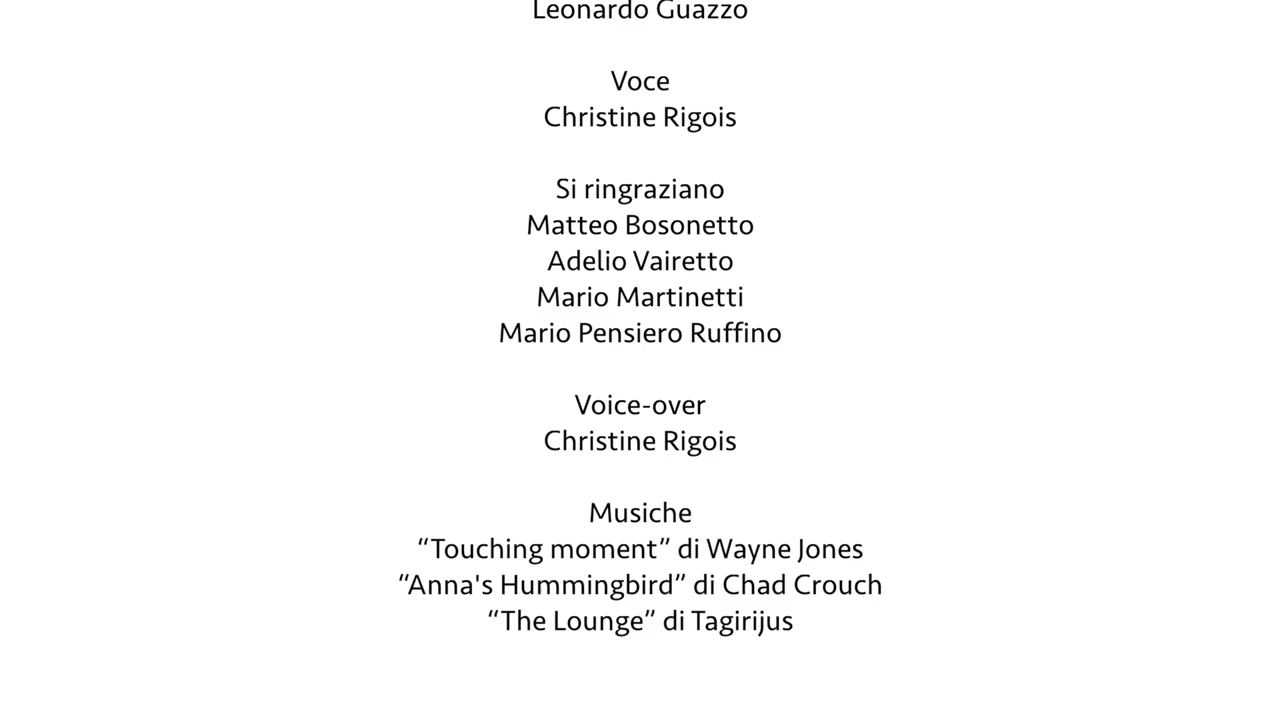 Leonardo Guazzo
Voce
Christine Rigois
Si ringraziano
Matteo Bosonetto
Adelio Vairetto
Mario Martinetti
Mario Pensiero Ruffino
Voice-over
Christine Rigois
Musiche
“Touching moment” di Wayne Jones
“Anna's Hummingbird” di Chad Crouch
“The Lounge” di Tagirijus